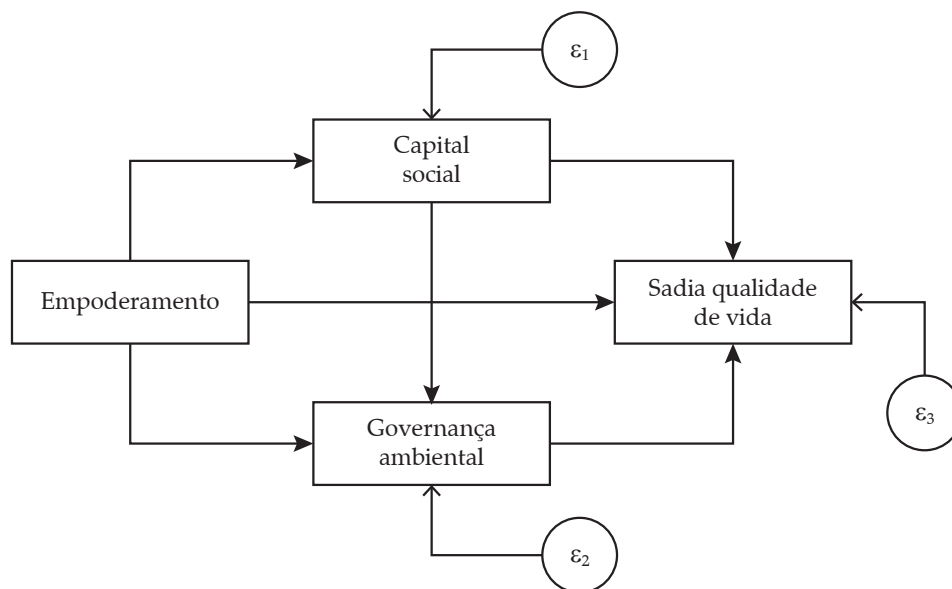 ε1
Capital
social
Empoderamento
Sadia qualidade
de vida
Governança
ambiental
ε3
ε2